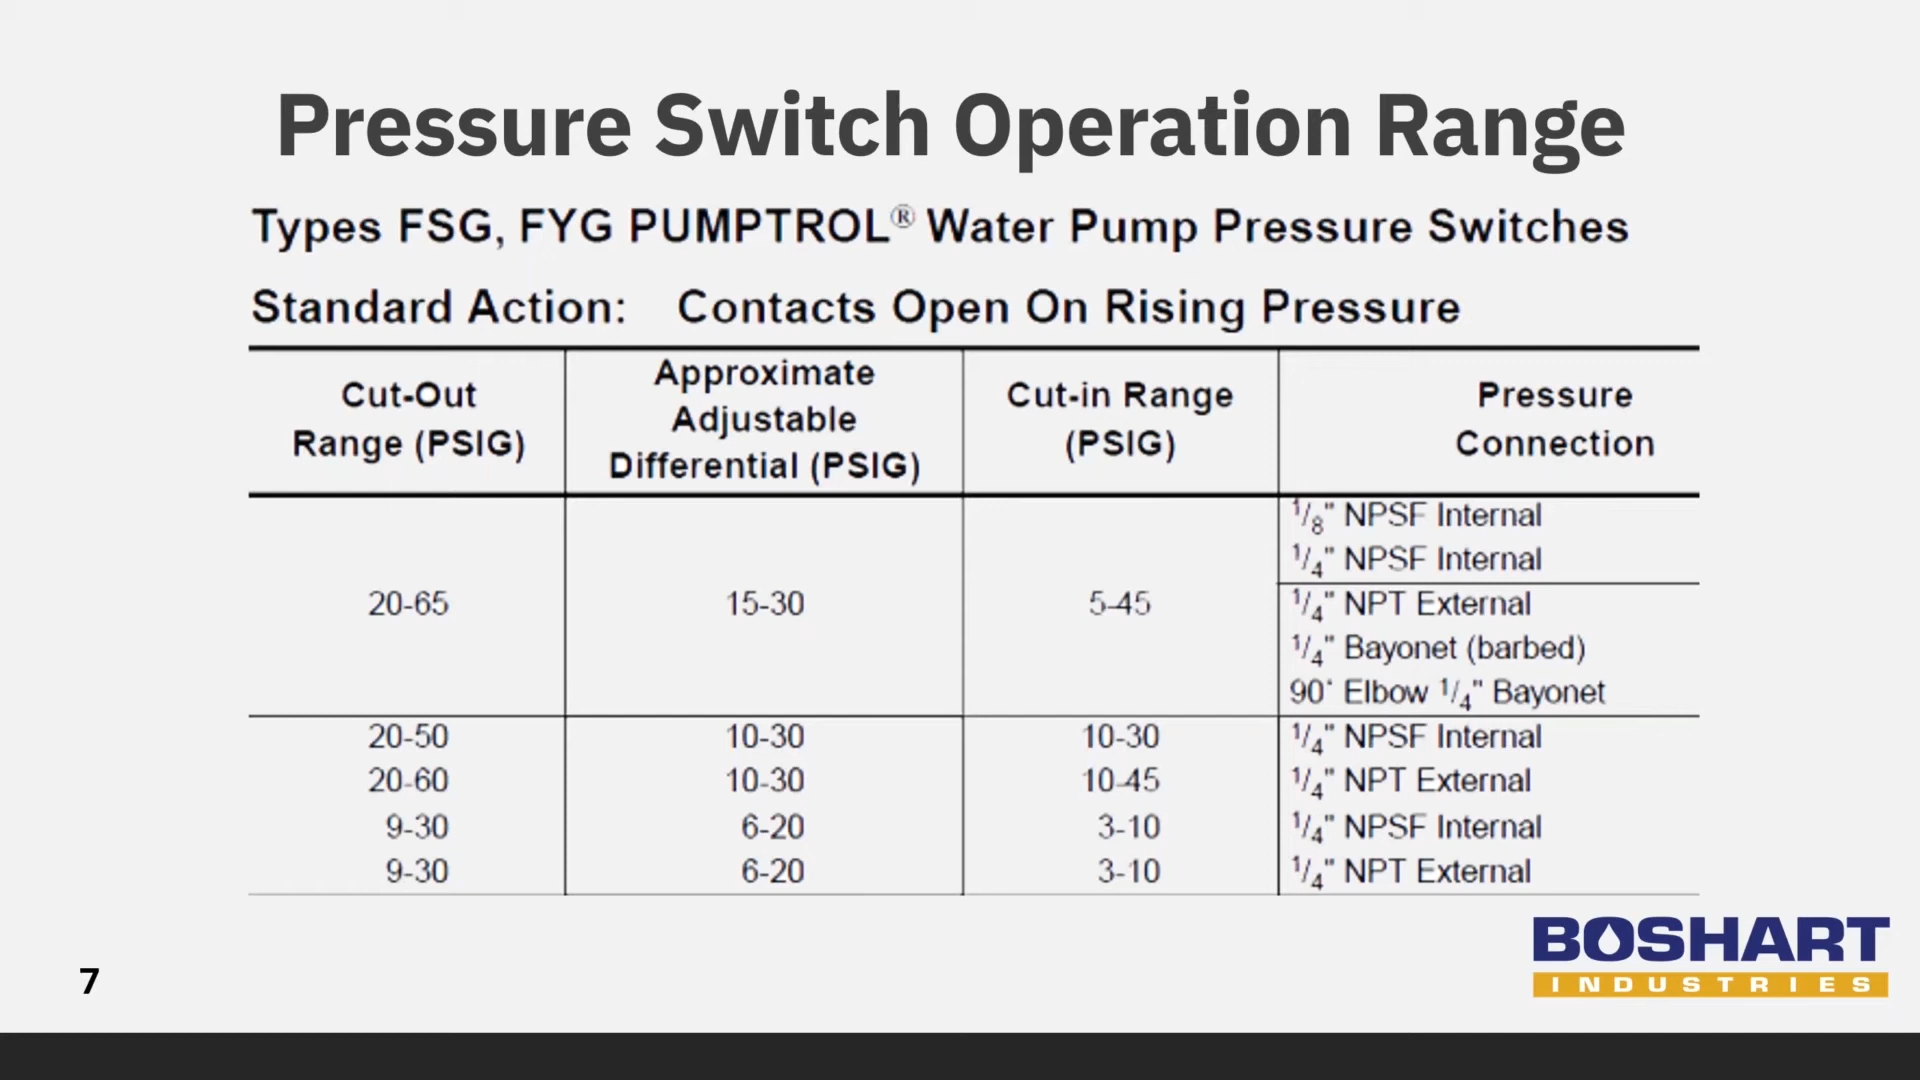 Pressure Switch Operation Range
Types FSG, FYG PUMPTROL® Water Pump Pressure Switches
Standard Action: Contacts Open On Rising Pressure
Cut-Out Range (PSIG) Approximate Adjustable Differential (PSIG) Cut-in Range (PSIG) Pressure Connection
1/8" NPSF Internal
1/4" NPSF Internal
20-65 15-30 5-45 1/4" NPT External
1/4" Bayonet (barbed)
90° Elbow 1/4" Bayonet
20-50 10-30 10-30 1/4" NPSF Internal
20-60 10-30 10-45 1/4" NPT External
9-30 6-20 3-10 1/4" NPSF Internal
9-30 6-20 3-10 1/4" NPT External
BOSHART
INDUSTRIES
7